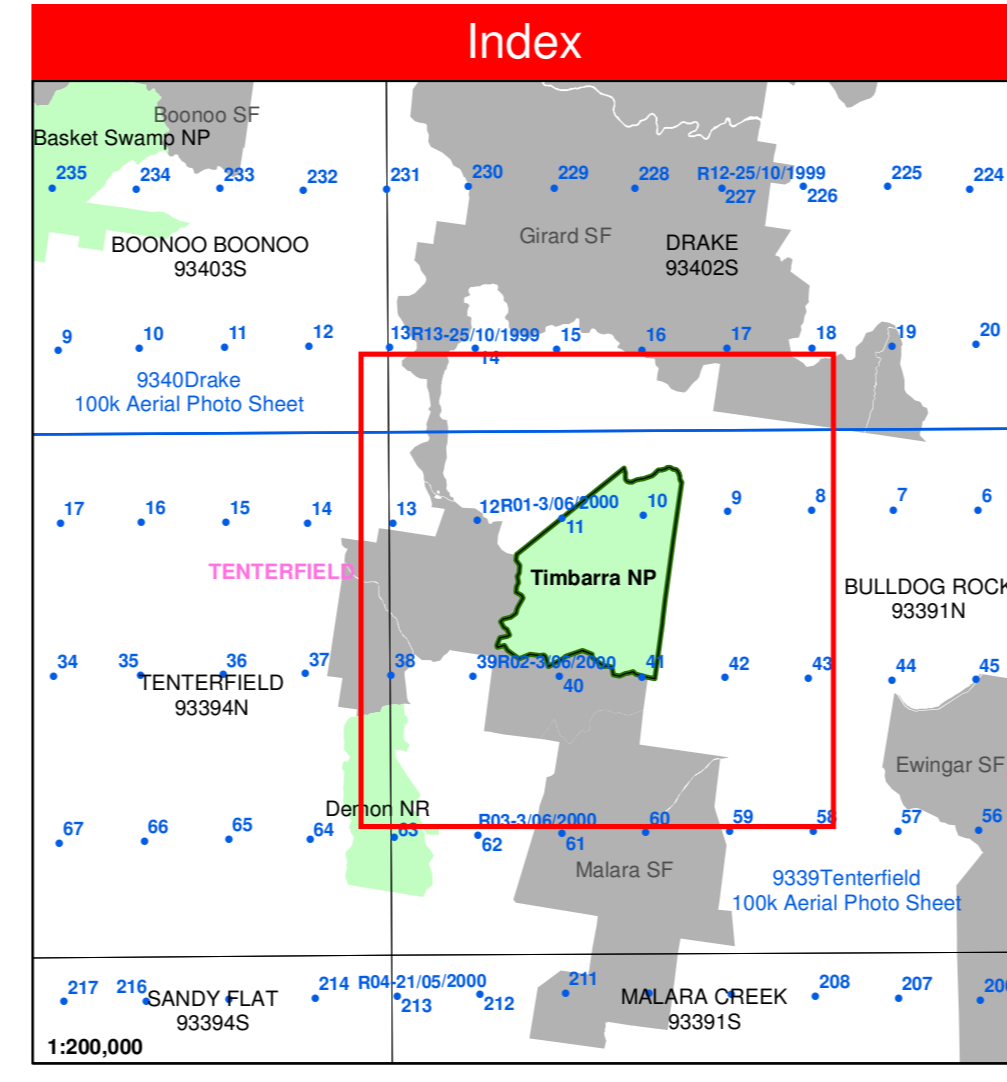 Index
Boonoo SF
Basket Swamp NP
235 234 233 232 231 230 229 228 R12-25/10/1999 225 224
227 226
BOONOO BOONOO
93403S
Girard SF
DRAKE
93402S
9 10 11 12 13 R13-25/10/1999 15 16 17 18 19 20
14
9340Drake
100k Aerial Photo Sheet
17 16 15 14 13 12 R01-3/06/2000 10 9 8 7 6
11
TENTERFIELD
Timbarra NP
BULLDOG ROCK
93391N
34 35 36 37 38 39 R02-3/06/2000 41 42 43 44 45
40
TENTERFIELD
93394N
Ewingar SF
Demon NR
67 66 65 64 63 R03-3/06/2000 60 59 58 57 56
62 61
Malara SF
9339Tenterfield
100k Aerial Photo Sheet
217 216 214 R04-21/05/2000 211 208 207
213 212
SANDY FLAT
93394S
MALARA CREEK
93391S
1:200,000